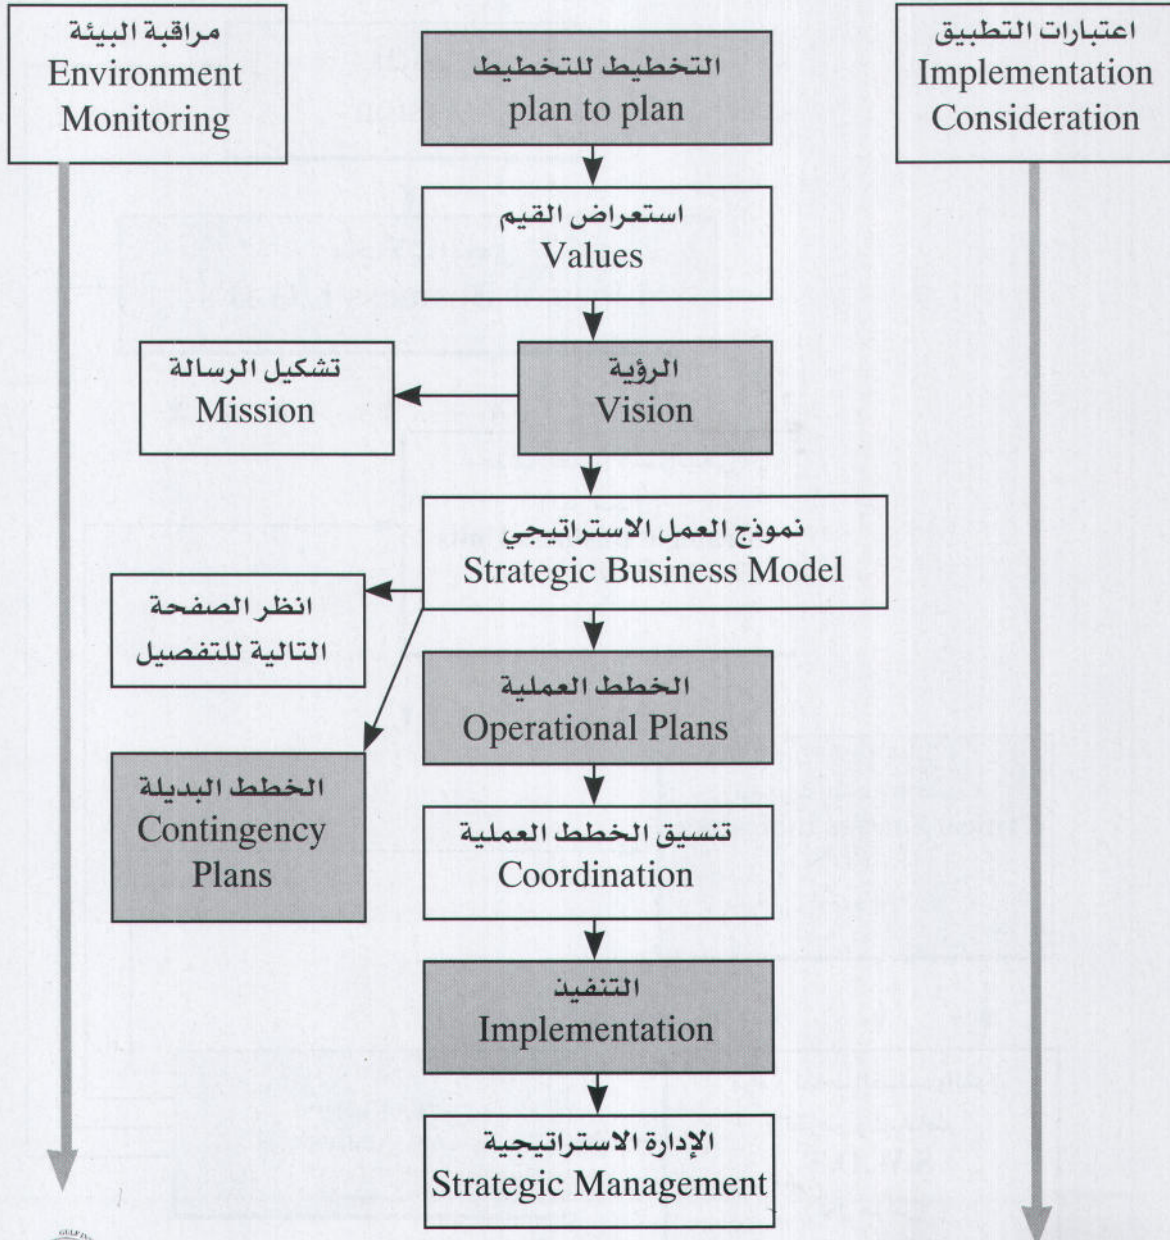 مراقبة البيئة
Environment
Monitoring
التخطيط للتخطيط
plan to plan
اعتبارات التطبيق
Implementation
Consideration
استعراض القيم
Values
تشكيل الرسالة
Mission
الرؤية
Vision
نموذج العمل الاستراتيجي
Strategic Business Model
انظر الصفحة
التالية للتفصيل
الخطط العملية
Operational Plans
الخطط البديلة
Contingency
Plans
تنسيق الخطط العملية
Coordination
التنفيذ
Implementation
الإدارة الاستراتيجية
Strategic Management